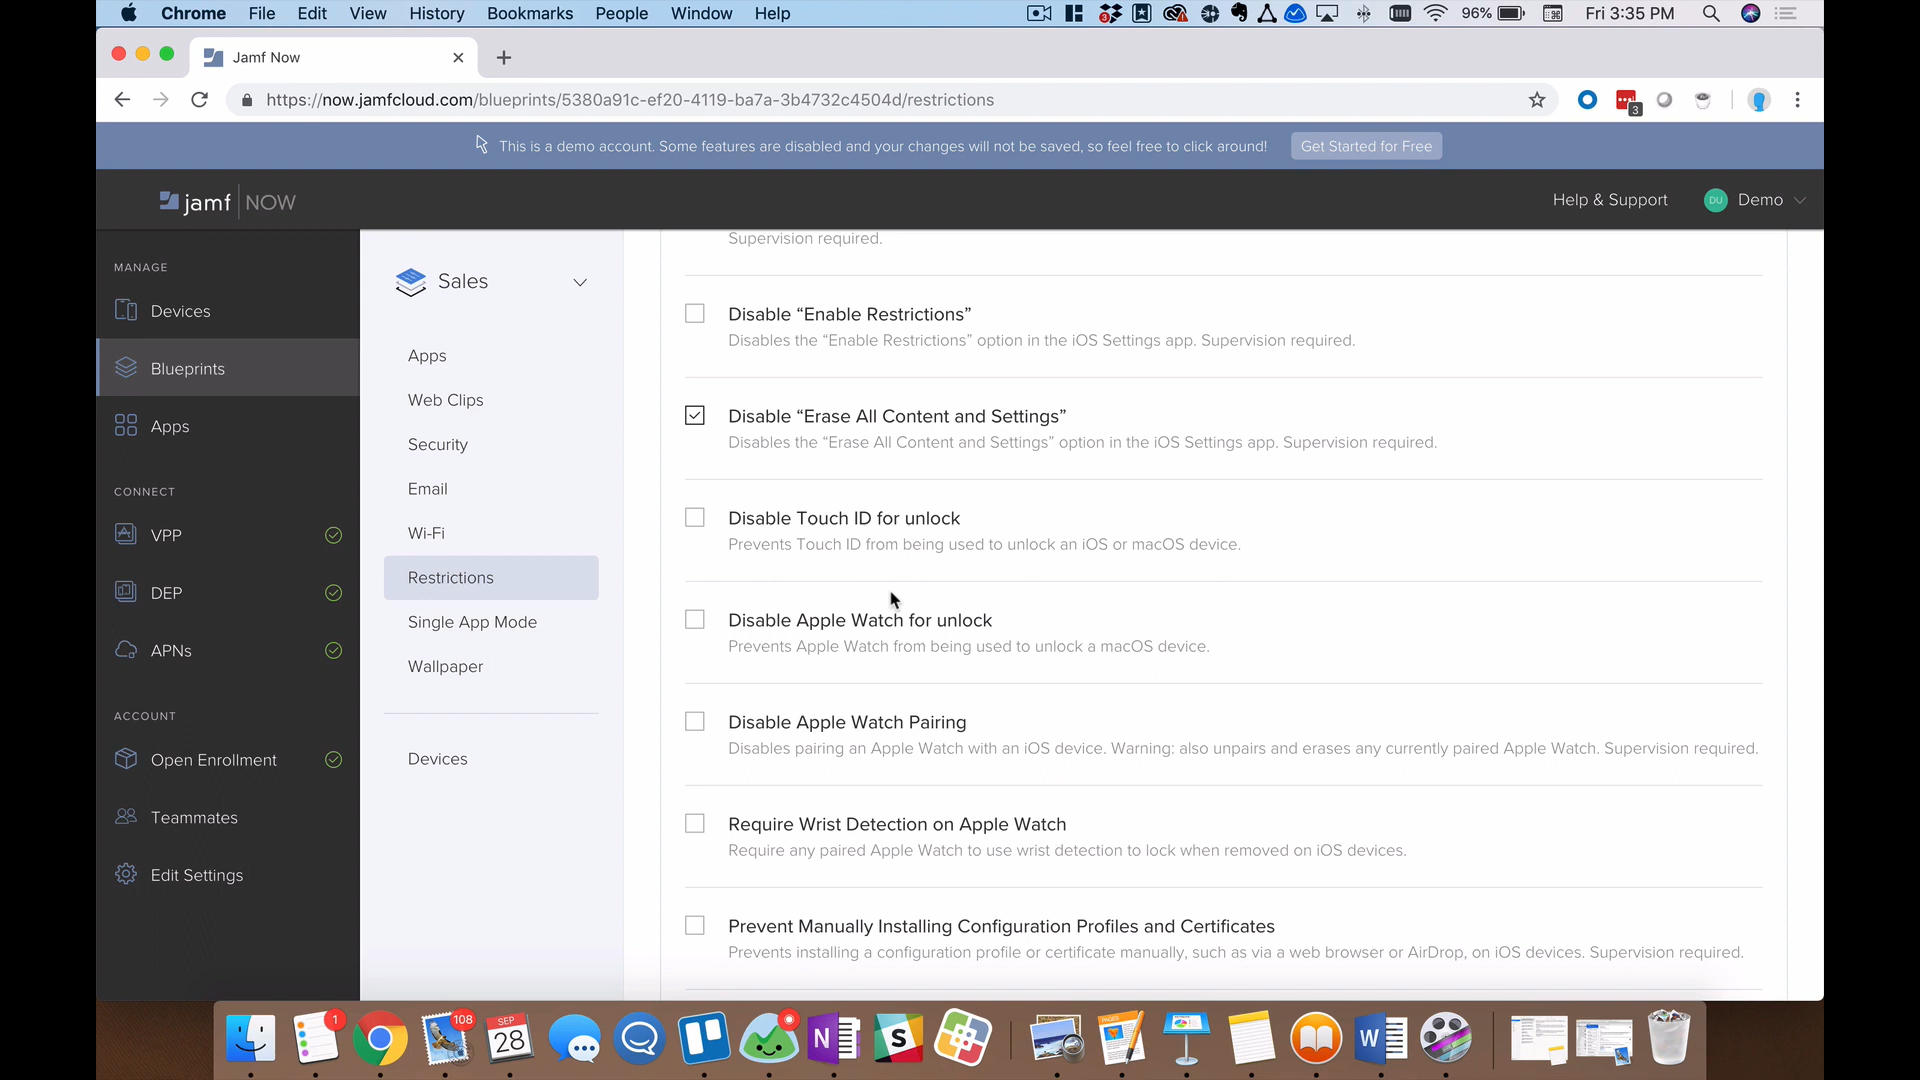 Chrome File Edit View History Bookmarks People Window Help
3
96%
Fri 3:35 PM
Jamf Now
https://now.jamfcloud.com/blueprints/5380a91c-ef20-4119-ba7a-3b4732c4504d/restrictions
3
This is a demo account. Some features are disabled and your changes will not be saved, so feel free to click around!
Get Started for Free
jamf NOW
Help & Support
DU
Demo
MANAGE
Devices
Blueprints
Apps
CONNECT
VPP
DEP
APNs
ACCOUNT
Open Enrollment
Teammates
Edit Settings
Sales
Apps
Web Clips
Security
Email
Wi-Fi
Restrictions
Single App Mode
Wallpaper
Devices
Supervision required.
Disable “Enable Restrictions”
Disables the “Enable Restrictions” option in the iOS Settings app. Supervision required.
Disable “Erase All Content and Settings”
Disables the “Erase All Content and Settings” option in the iOS Settings app. Supervision required.
Disable Touch ID for unlock
Prevents Touch ID from being used to unlock an iOS or macOS device.
Disable Apple Watch for unlock
Prevents Apple Watch from being used to unlock a macOS device.
Disable Apple Watch Pairing
Disables pairing an Apple Watch with an iOS device. Warning: also unpairs and erases any currently paired Apple Watch. Supervision required.
Require Wrist Detection on Apple Watch
Require any paired Apple Watch to use wrist detection to lock when removed on iOS devices.
Prevent Manually Installing Configuration Profiles and Certificates
Prevents installing a configuration profile or certificate manually, such as via a web browser or AirDrop, on iOS devices. Supervision required.
1
108
SEP
28
N
S
W